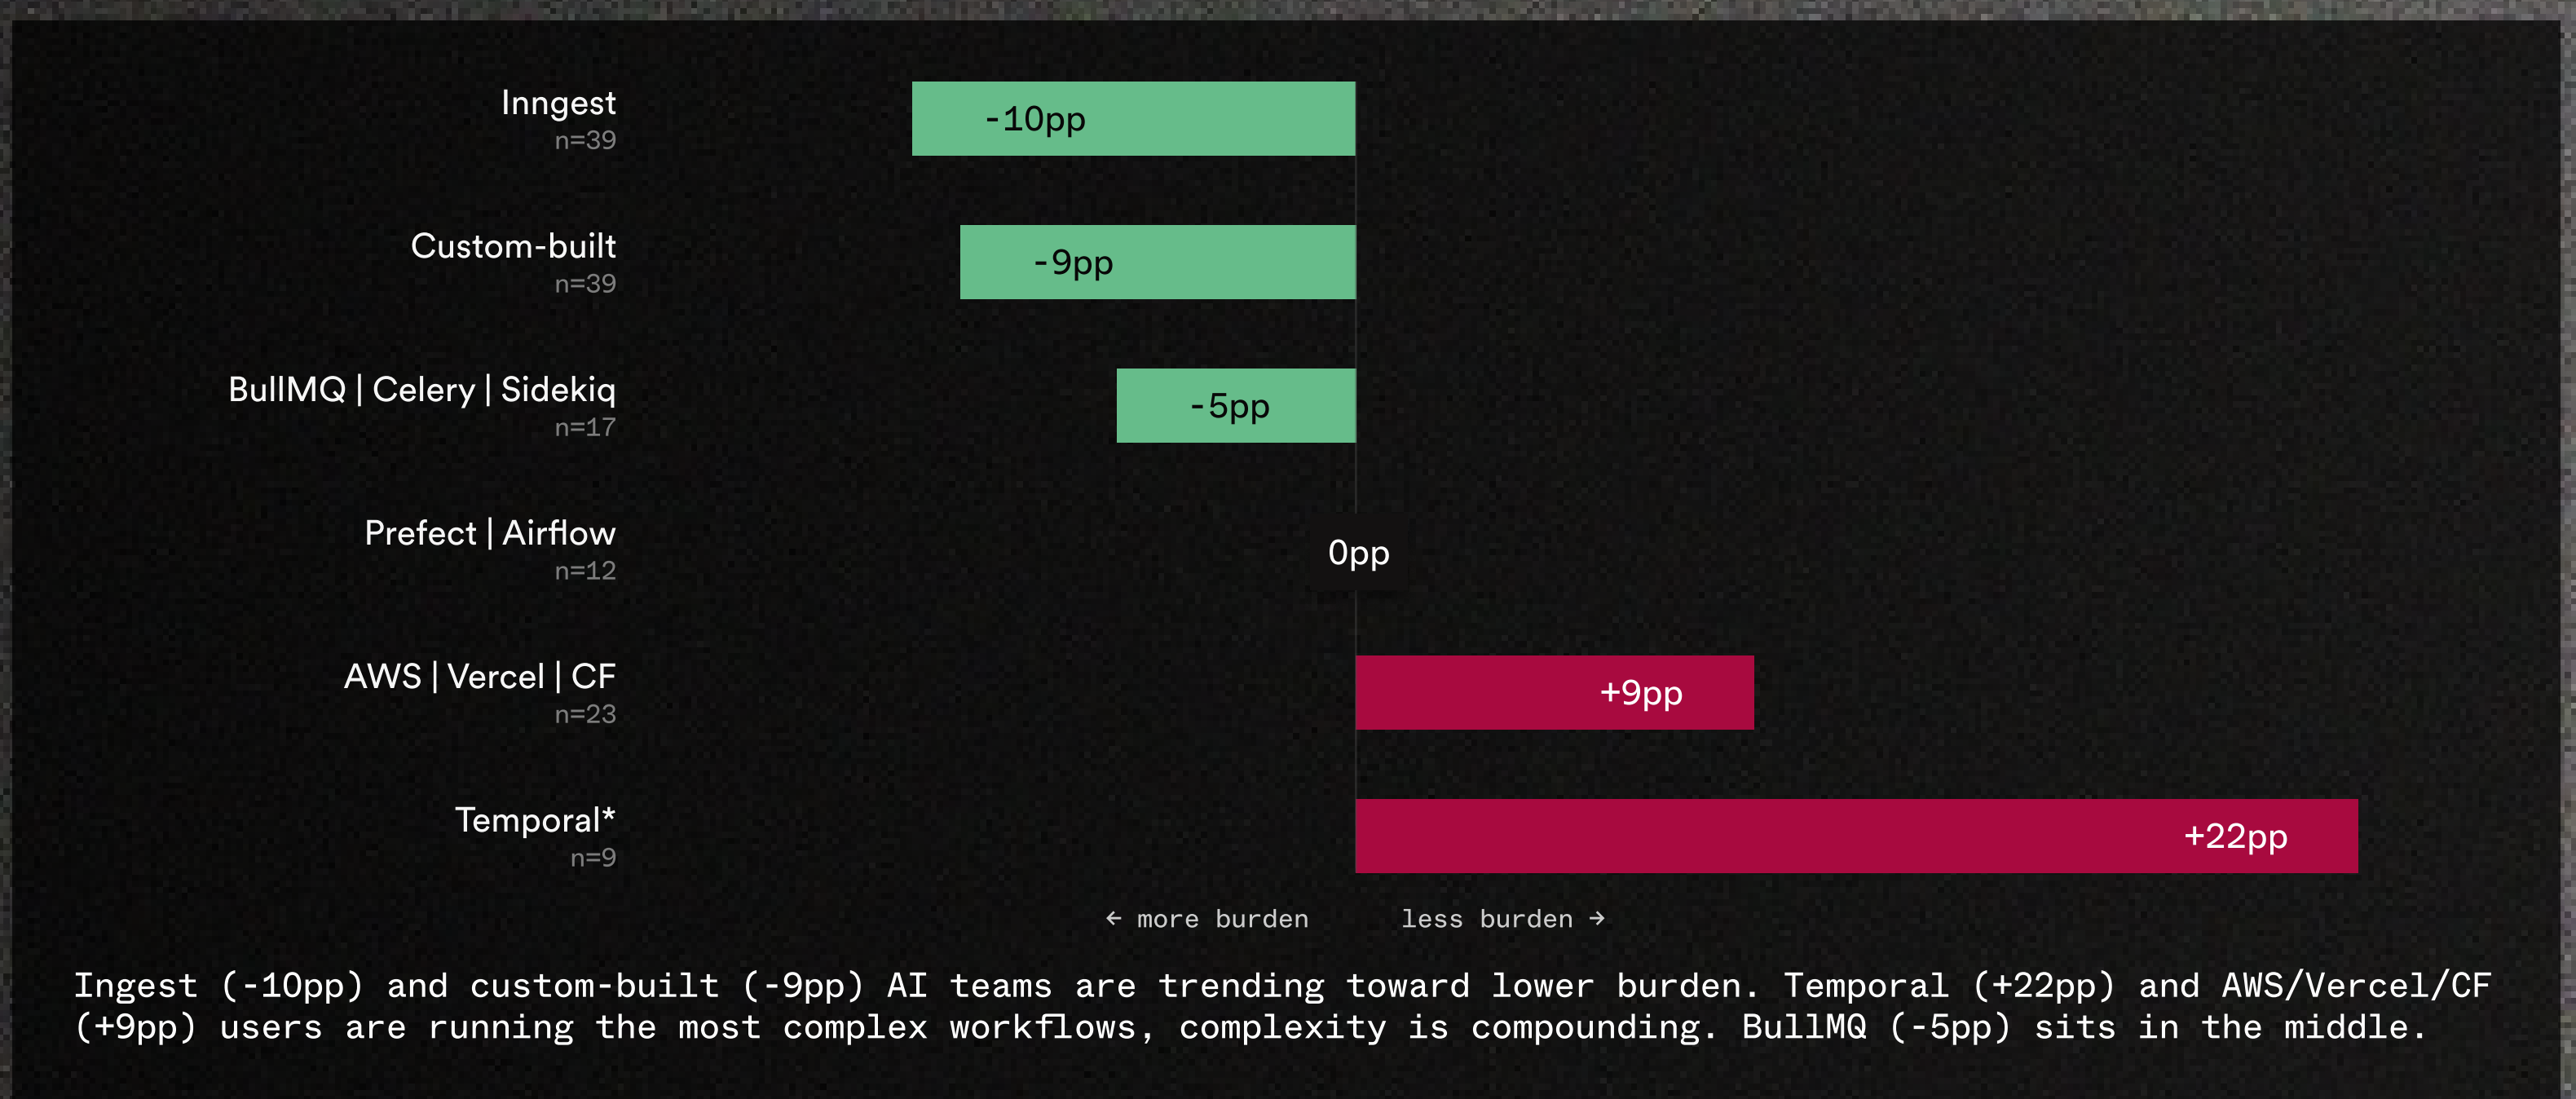 Inngest
n=39
-10pp
Custom-built
n=39
-9pp
BullMQ | Celery | Sidekiq
n=17
-5pp
Prefect | Airflow
n=12
0pp
AWS | Vercel | CF
n=23
+9pp
Temporal*
n=9
+22pp
← more burden
less burden →
Ingest (-10pp) and custom-built (-9pp) AI teams are trending toward lower burden. Temporal (+22pp) and AWS/Vercel/CF
(+9pp) users are running the most complex workflows, complexity is compounding. BullMQ (-5pp) sits in the middle.